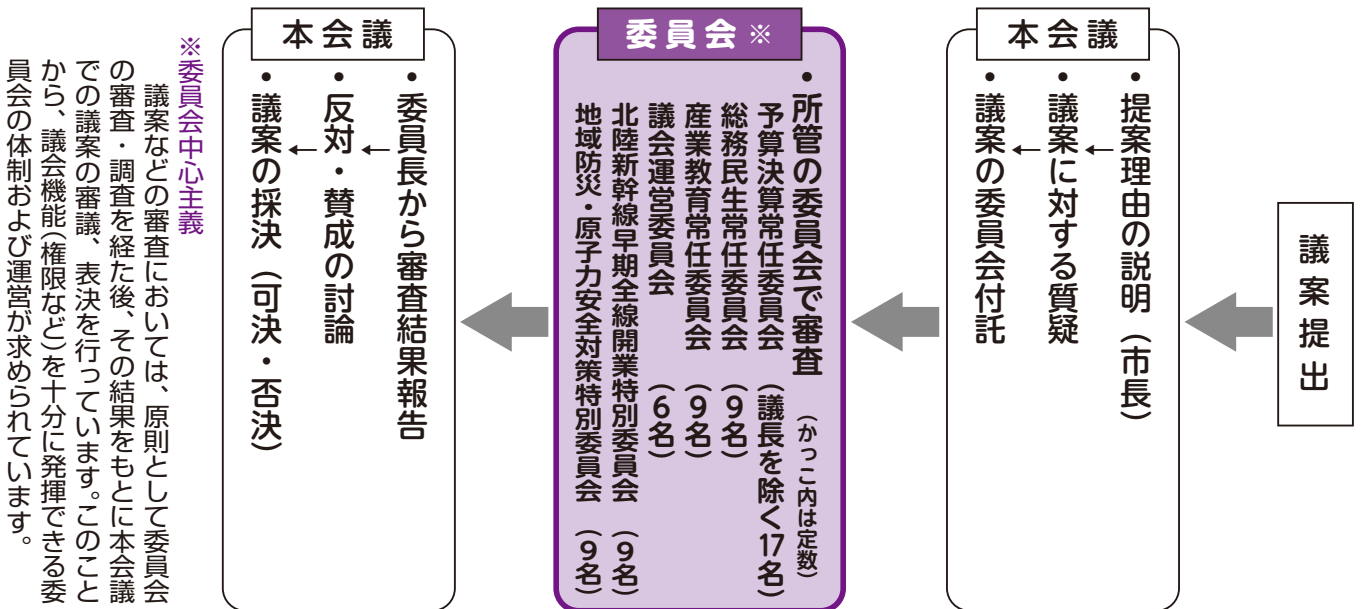 議案提出
本会議
・提案理由の説明（市長）
↓
・議案に対する質疑
↓
・議案の委員会付託
委員会※
・所管の委員会で審査（かっこ内は定数）
予算決算常任委員会（議長を除く17名）
総務民生常任委員会（9名）
産業教育常任委員会（9名）
議会運営委員会（6名）
北陸新幹線早期全線開業特別委員会（9名）
地域防災・原子力安全対策特別委員会（9名）
本会議
・委員長から審査結果報告
↓
・反対・賛成の討論
↓
・議案の採決（可決・否決）
※委員会中心主義
議案などの審査においては、原則として委員会
の審査・調査を経た後、その結果をもとに本会議
での議案の審議、表決を行っています。このこと
から、議会機能（権限など）を十分に発揮できる委
員会の体制および運営が求められています。